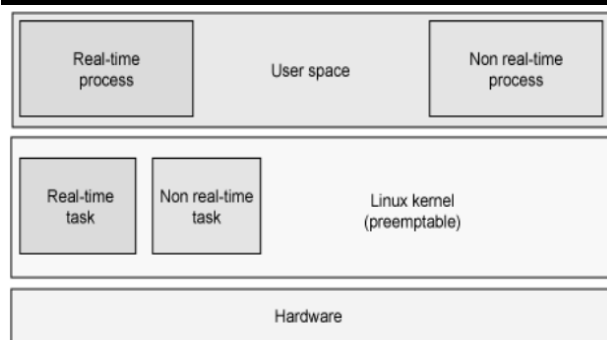 Real-time
process
User space
Non real-time
process
Real-time
task
Non real-time
task
Linux kernel
(preemptable)
Hardware